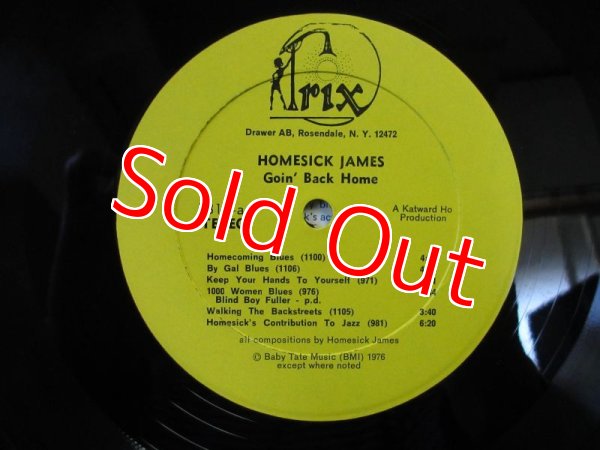 Trix
Drawer AB, Rosendale, N. Y. 12472
HOMESICK JAMES
Goin' Back Home
A Katward Ho
Production
Sold Out
Homecoming Blues (1100)
By Gal Blues (1106)
Keep Your Hands To Yourself (971)
1000 Women Blues (976)
Blind Boy Fuller - p.d.
Walking The Backstreets (1105) 3:40
Homesick's Contribution To Jazz (981) 6:20
all compositions by Homesick James
© Baby Tate Music (BMI) 1976
except where noted